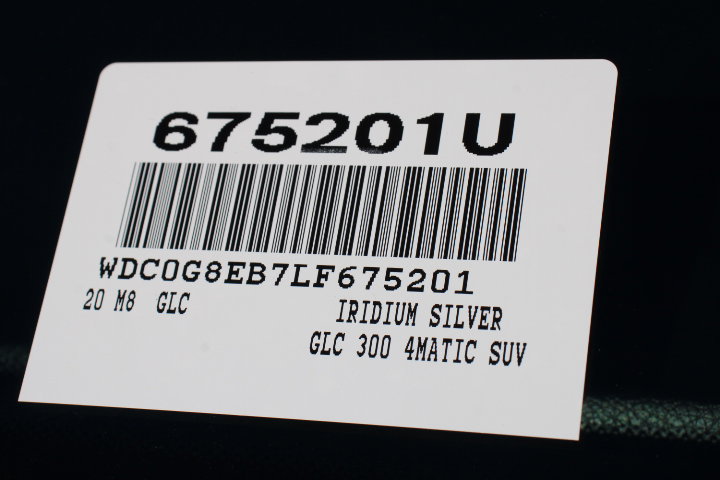 675201U
WDC0G8EB7LF675201
20 M8 GLC IRIDIUM SILVER
GLC 300 4MATIC SUV